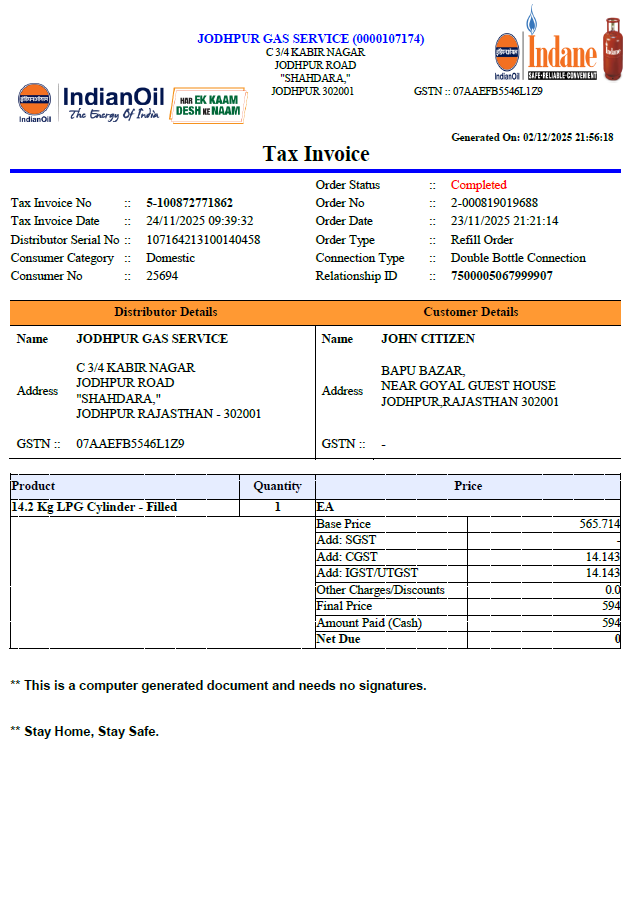 JODHPUR GAS SERVICE (0000107174)
C 3/4 KABIR NAGAR
JODHPUR ROAD
"SHAHDARA,"
JODHPUR 302001
GSTN :: 07AAEFB5546L1Z9
इंडियनऑयल
IndianOil
Indane
SAFE•RELIABLE•CONVENIENT
इंडियनऑयल
IndianOil
IndianOil
The Energy Of India
HAR EK KAAM
DESH KE NAAM
Generated On: 02/12/2025 21:56:18
Tax Invoice
Order Status :: Completed
Tax Invoice No :: 5-100872771862 Order No :: 2-000819019688
Tax Invoice Date :: 24/11/2025 09:39:32 Order Date :: 23/11/2025 21:21:14
Distributor Serial No :: 107164213100140458 Order Type :: Refill Order
Consumer Category :: Domestic Connection Type :: Double Bottle Connection
Consumer No :: 25694 Relationship ID :: 7500005067999907
Distributor Details Customer Details
Name JODHPUR GAS SERVICE Name JOHN CITIZEN
Address
C 3/4 KABIR NAGAR
JODHPUR ROAD
"SHAHDARA,"
JODHPUR RAJASTHAN - 302001
Address
BAPU BAZAR,
NEAR GOYAL GUEST HOUSE
JODHPUR,RAJASTHAN 302001
GSTN :: 07AAEFB5546L1Z9 GSTN :: -
Product Quantity Price
14.2 Kg LPG Cylinder - Filled 1 EA
Base Price 565.714
Add: SGST -
Add: CGST 14.143
Add: IGST/UTGST 14.143
Other Charges/Discounts 0.0
Final Price 594
Amount Paid (Cash) 594
Net Due 0
** This is a computer generated document and needs no signatures.
** Stay Home, Stay Safe.